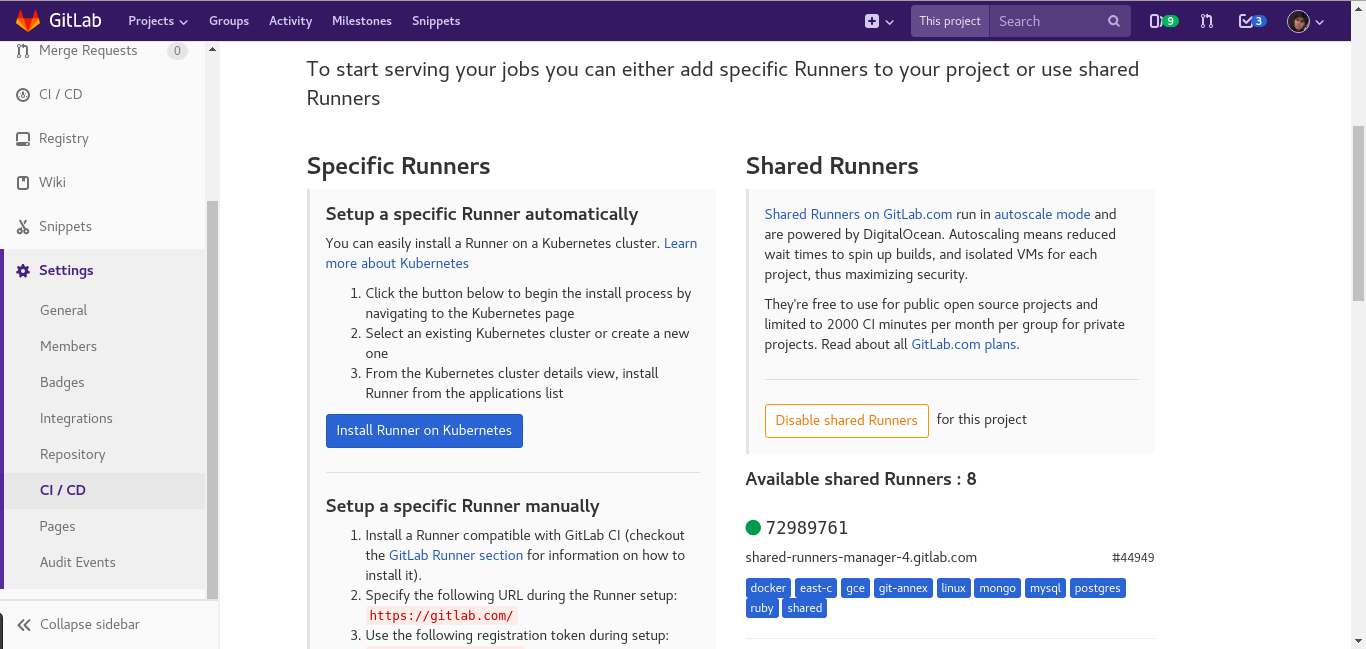 GitLab Projects Groups Activity Milestones Snippets This project Search 9 3
Merge Requests 0
CI / CD
Registry
Wiki
Snippets
Settings
General
Members
Badges
Integrations
Repository
CI / CD
Pages
Audit Events
Collapse sidebar
To start serving your jobs you can either add specific Runners to your project or use shared
Runners
Specific Runners
Setup a specific Runner automatically
You can easily install a Runner on a Kubernetes cluster. Learn
more about Kubernetes
1. Click the button below to begin the install process by
navigating to the Kubernetes page
2. Select an existing Kubernetes cluster or create a new
one
3. From the Kubernetes cluster details view, install
Runner from the applications list
Install Runner on Kubernetes
Setup a specific Runner manually
1. Install a Runner compatible with GitLab CI (checkout
the GitLab Runner section for information on how to
install it).
2. Specify the following URL during the Runner setup:
https://gitlab.com/
3. Use the following registration token during setup:
Shared Runners
Shared Runners on GitLab.com run in autoscale mode and
are powered by DigitalOcean. Autoscaling means reduced
wait times to spin up builds, and isolated VMs for each
project, thus maximizing security.
They're free to use for public open source projects and
limited to 2000 CI minutes per month per group for private
projects. Read about all GitLab.com plans.
Disable shared Runners for this project
Available shared Runners : 8
72989761
shared-runners-manager-4.gitlab.com #44949
docker east-c gce git-annex linux mongo mysql postgres
ruby shared